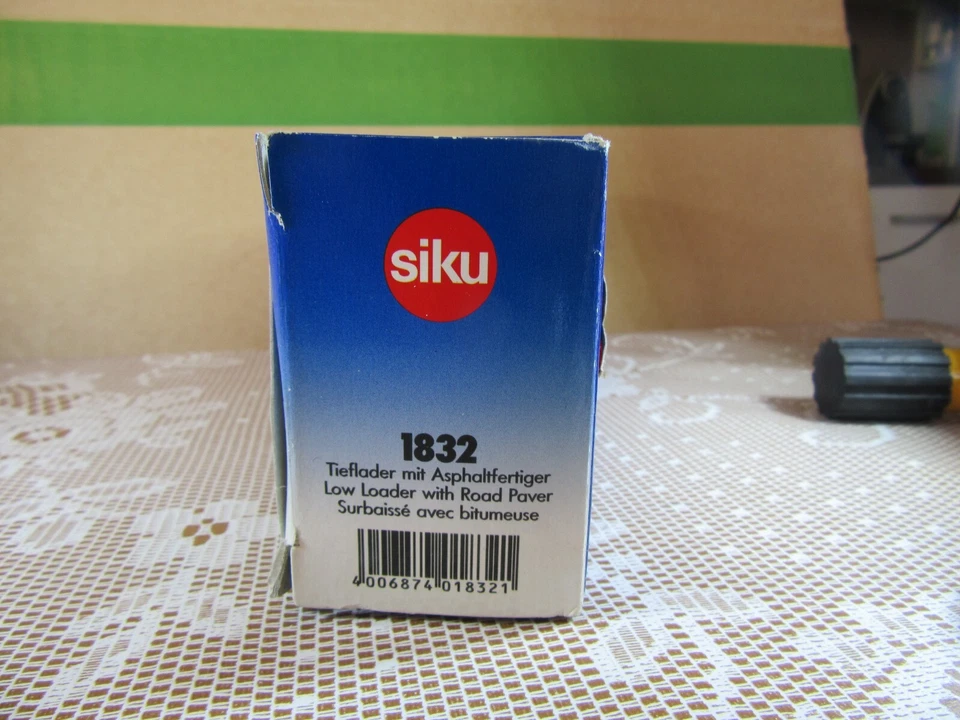 siku
1832
Tieflader mit Asphaltfertiger
Low Loader with Road Paver
Surbaissé avec bitumeuse
4 006874 018321